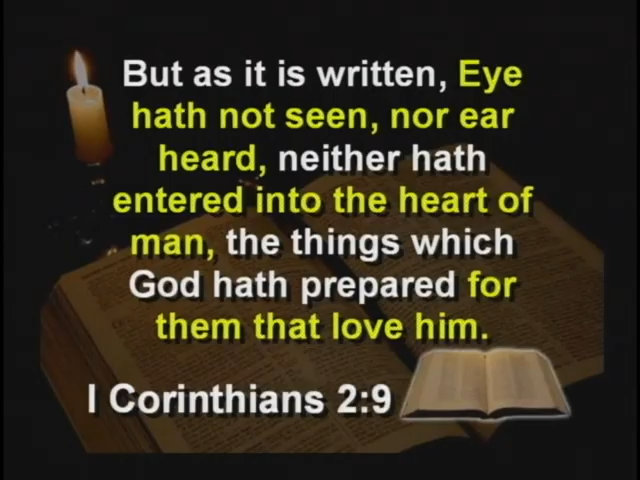 But as it is written, Eye
hath not seen, nor ear
heard, neither hath
entered into the heart of
man, the things which
God hath prepared for
them that love him.
I Corinthians 2:9